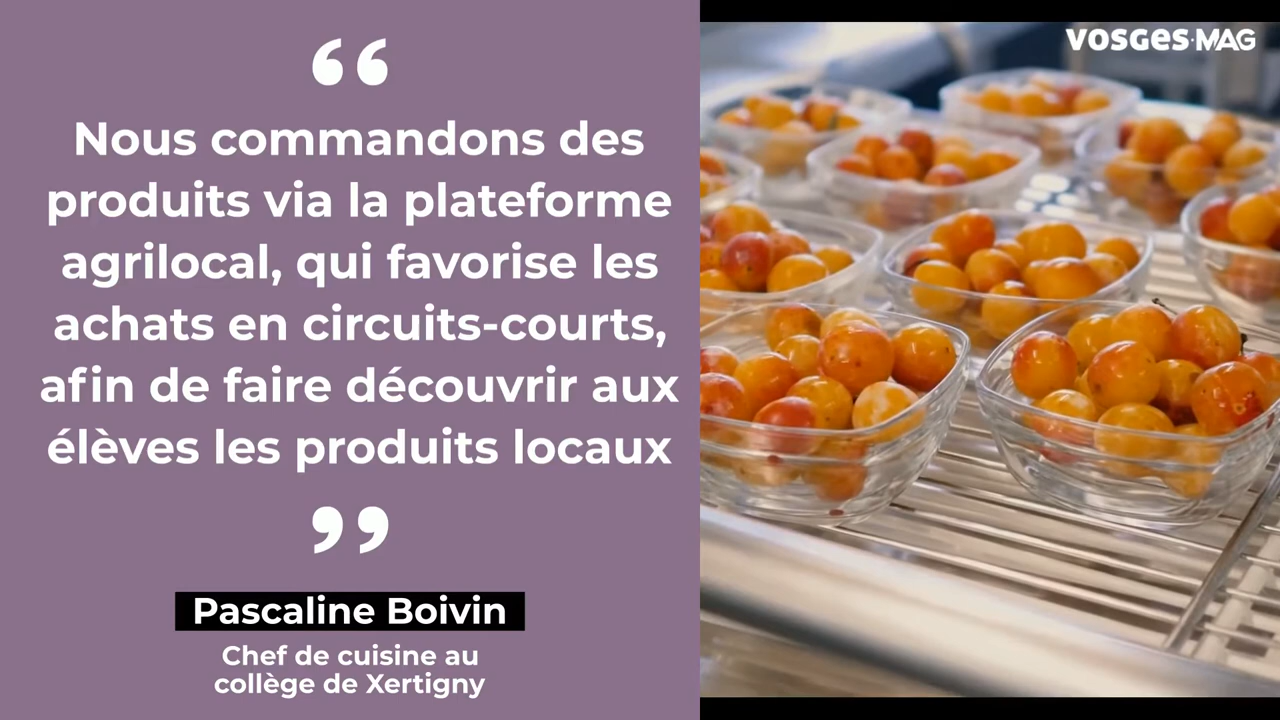 “
Nous commandons des
produits via la plateforme
agrilocal, qui favorise les
achats en circuits-courts,
afin de faire découvrir aux
élèves les produits locaux
”
Pascaline Boivin
Chef de cuisine au
collège de Xertigny
VOSGES·MAG